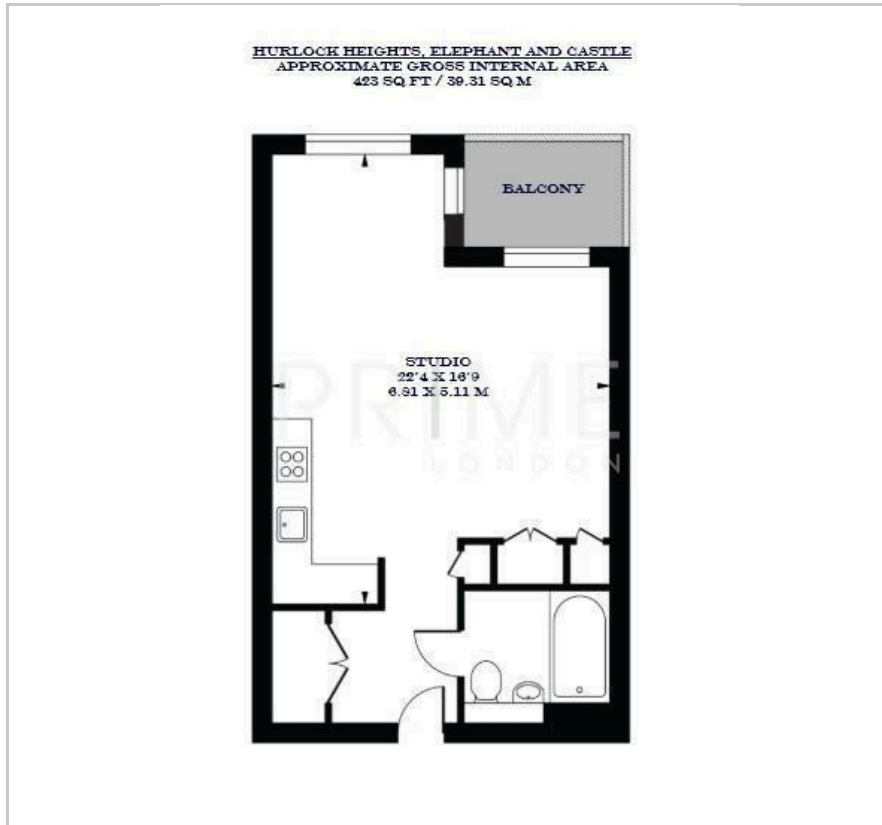 HURLOCK HEIGHTS, ELEPHANT AND CASTLE
APPROXIMATE GROSS INTERNAL AREA
423 SQ FT / 39.31 SQ M
BALCONY
STUDIO
22'4 X 16'9
6.81 X 5.11 M
PRIME
LONDON